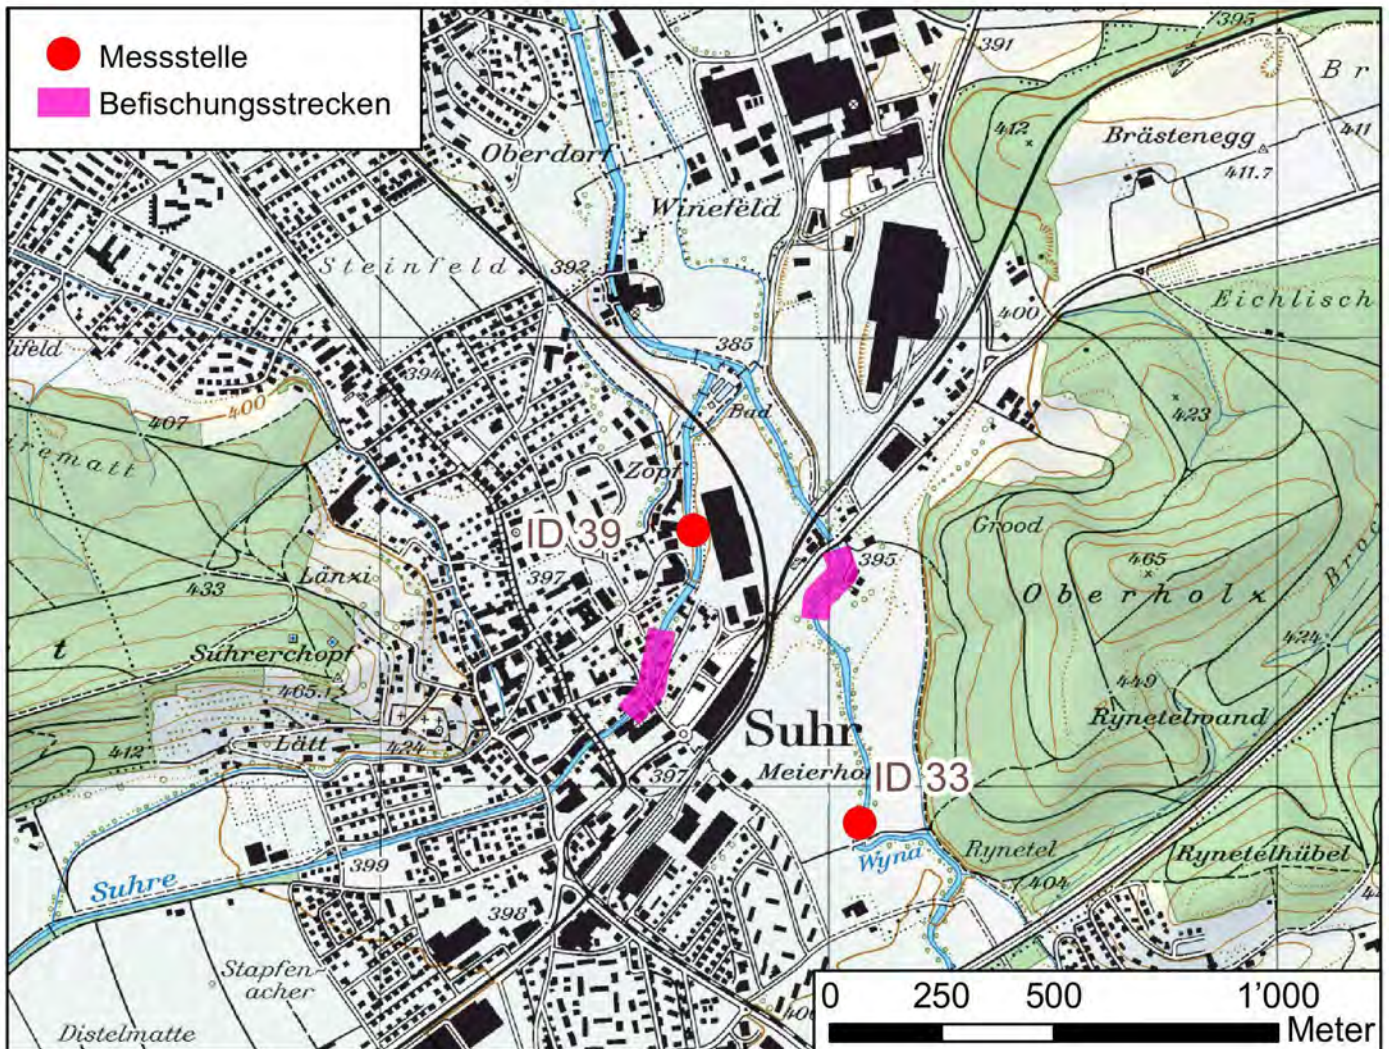 Messstelle
Befischungsstrecken
395
391
Br
412
Brästenegg
411
411.7
Oberdorf
Winefeld
Steinfeld
392
Eichlisch
400
385
394
400
407
423
Bad
Zopf
ID 39
Grood
395
465
Oberholz
Länzi
397
433
424
t
Suhrerchopf
465.1
449
Rynetelwand
Suhr
412
Lätt
424
397
Meierho
ID 33
Suhre
399
Wyna
Rynetel
Rynetelhübel
404
398
Stapfen-
acher
Distelmatte
0 250 500 1'000
Meter